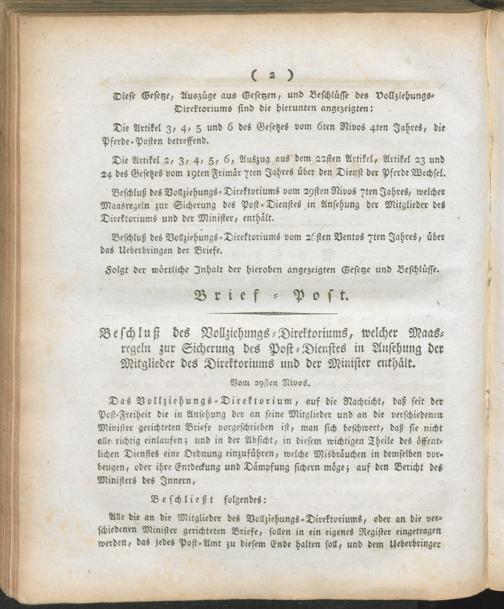 ( 2 )
Diese Gesetze, Auszüge aus Gesetzen, und Beschlüsse des Vollziehungs-
Direktoriums sind die hierunten angezeigten:
Die Artikel 3, 4, 5 und 6 des Gesetzes vom 6ten Nivos 4ten Jahres, die
Pferde-Posten betreffend.
Die Artikel 2, 3, 4, 5, 6, Auszug aus dem 22sten Artikel, Artikel 23 und
24 des Gesetzes vom 19ten Frimär 7ten Jahres über den Dienst der Pferde Wechsel.
Beschluß des Vollziehungs-Direktoriums vom 29sten Nivos 7ten Jahres, welcher
Maasregeln zur Sicherung des Post-Dienstes in Ansehung der Mitglieder des
Direktoriums und der Minister, enthält.
Beschluß des Vollziehungs-Direktoriums vom 26sten Ventos 7ten Jahres, über
das Ueberbringen der Briefe.
Folgt der wörtliche Inhalt der hieroben angezeigten Gesetze und Beschlüsse.
Brief-Post.
Beschluß des Vollziehungs-Direktoriums, welcher Maas-
regeln zur Sicherung des Post-Dienstes in Ansehung der
Mitglieder des Direktoriums und der Minister enthält.
Vom 29sten Nivos.
Das Vollziehungs-Direktorium, auf die Nachricht, daß seit der
Post-Freiheit die in Ansehung der an seine Mitglieder und an die verschiedenen
Minister gerichteten Briefe vorgeschrieben ist, man sich beschwert, daß sie nicht
alle richtig einlaufen; und in der Absicht, in diesem wichtigen Theile des öffent-
lichen Dienstes eine Ordnung einzuführen, welche Misbräuchen in demselben vor-
beugen, oder ihre Entdeckung und Dämpfung sichern möge; auf den Bericht des
Ministers des Innern,
Beschließt folgendes:
Alle die an die Mitglieder des Vollziehungs-Direktoriums, oder an die ver-
schiedenen Minister gerichteten Briefe, sollen in ein eigenes Register eingetragen
werden, das jedes Post-Amt zu diesem Ende halten soll, und dem Ueberbringer